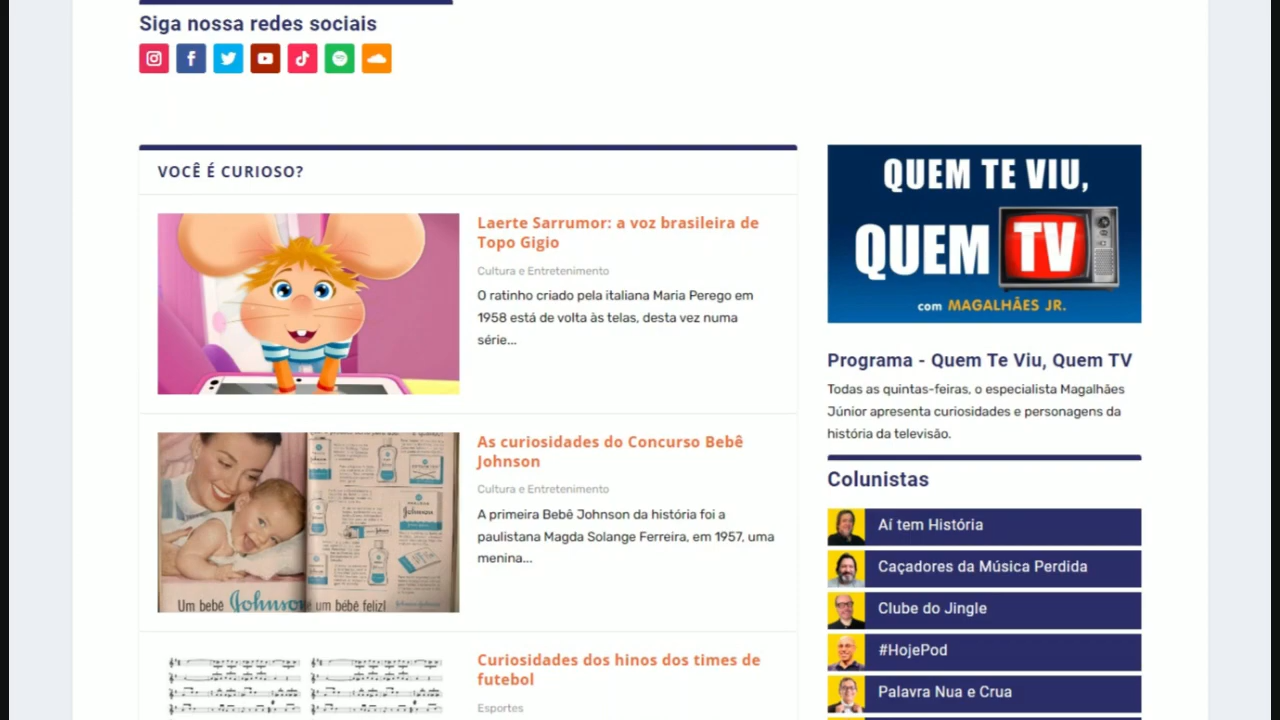 Siga nossa redes sociais
VOCÊ É CURIOSO?
Laerte Sarrumor: a voz brasileira de
Topo Gigio
Cultura e Entretenimento
O ratinho criado pela italiana Maria Perego em
1958 está de volta às telas, desta vez numa
série...
As curiosidades do Concurso Bebê
Johnson
Cultura e Entretenimento
A primeira Bebê Johnson da história foi a
paulistana Magda Solange Ferreira, em 1957, uma
menina...
Johnson
Um bebê Johnson é um bébê feliz!
Curiosidades dos hinos dos times de
futebol
Esportes
QUEM TE VIU,
QUEM TV
com MAGALHÃES JR.
Programa - Quem Te Viu, Quem TV
Todas as quintas-feiras, o especialista Magalhães
Júnior apresenta curiosidades e personagens da
história da televisão.
Colunistas
Aí tem História
Caçadores da Música Perdida
Clube do Jingle
#HojePod
Palavra Nua e Crua